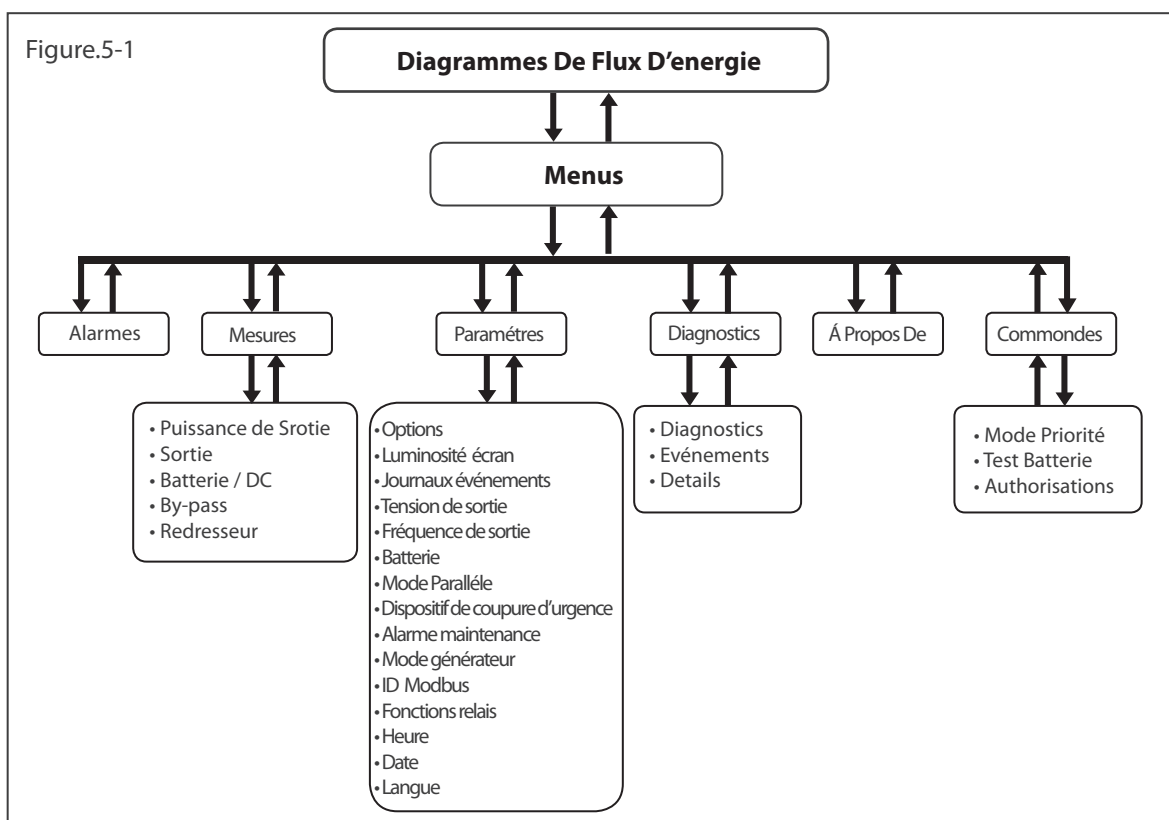 Figure.5-1
Diagrammes De Flux D’energie
Menus
Alarmes
Mesures
Paramétres
Diagnostics
Á Propos De
Commondes
• Puissance de Srotie
• Sortie
• Batterie / DC
• By-pass
• Redresseur
• Options
• Luminosité écran
• Journaux événements
• Tension de sortie
• Fréquence de sortie
• Batterie
• Mode Paralléle
• Dispositif de coupure d’urgence
• Alarme maintenance
• Mode générateur
• ID Modbus
• Fonctions relais
• Heure
• Date
• Langue
• Diagnostics
• Evénements
• Details
• Mode Priorité
• Test Batterie
• Authorisations